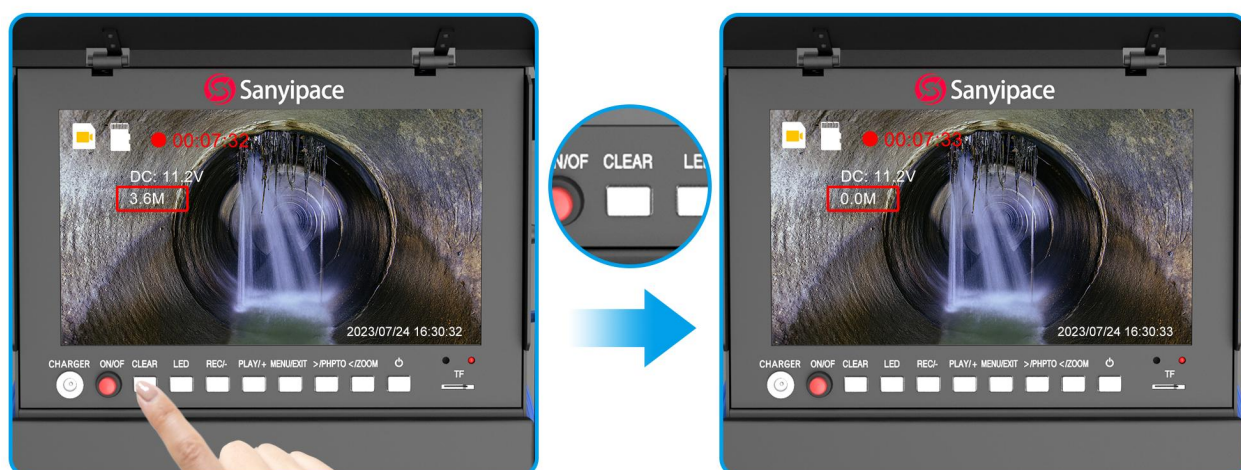 Sanyipace
00:07:32
DC: 11.2V
3.6M
2023/07/24 16:30:32
CHARGER ON/OF CLEAR LED REC/- PLAY/+ MENU/EXIT >/PHPTO </ZOOM
TF
N/OF CLEAR LE
Sanyipace
00:07:33
DC: 11.2V
0.0M
2023/07/24 16:30:33
CHARGER ON/OF CLEAR LED REC/- PLAY/+ MENU/EXIT >/PHPTO </ZOOM
TF